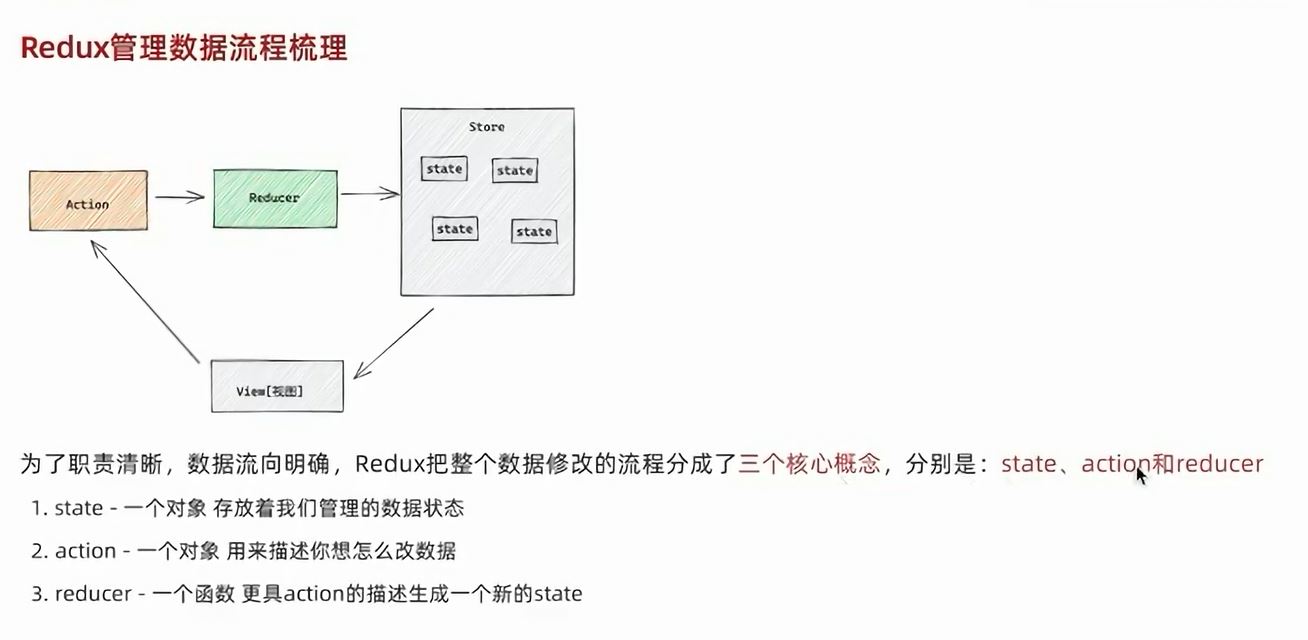 Redux管理数据流程梳理
Store
state
state
Action
Reducer
state
state
View[视图]
为了职责清晰，数据流向明确，Redux把整个数据修改的流程分成了三个核心概念，分别是：state、action和reducer
1. state - 一个对象 存放着我们管理的数据状态
2. action - 一个对象 用来描述你想怎么改数据
3. reducer - 一个函数 更具action的描述生成一个新的state